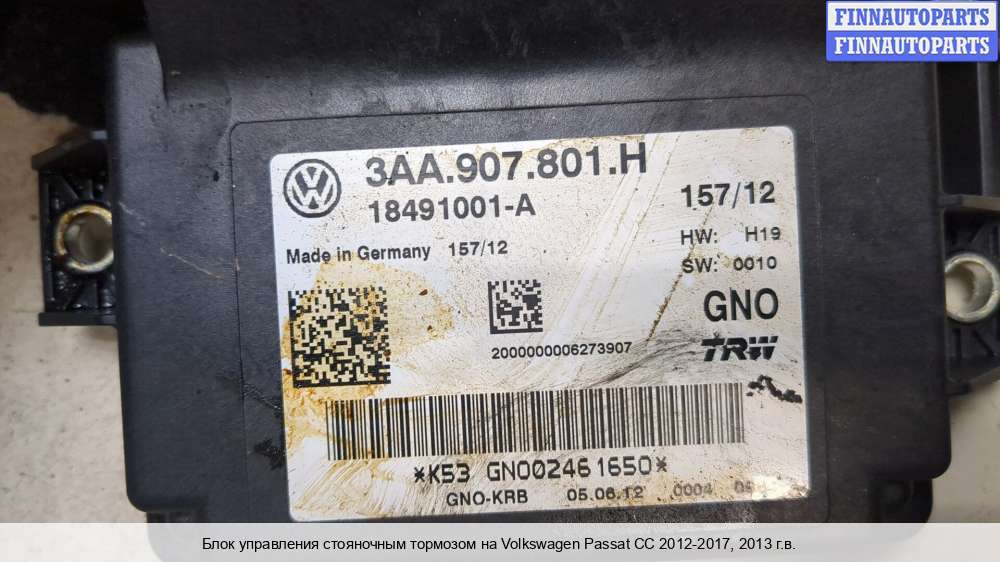 FINNAUTOPARTS
FINNAUTOPARTS
3AA.907.801.H
18491001-A
157/12
Made in Germany 157/12
HW: H19
SW: 0010
GNO
TRW
2000000006273907
*K53 GNO02461650*
GNO-KRB 05.06.12 0004
Блок управления стояночным тормозом на Volkswagen Passat CC 2012-2017, 2013 г.в.